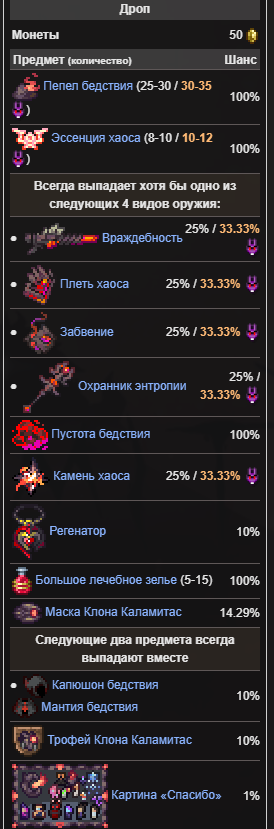 Дроп
Монеты 50
Предмет (количество) Шанс
Пепел бедствия (25-30 / 30-35
) 100%
Эссенция хаоса (8-10 / 10-12
) 100%
Всегда выпадает хотя бы одно из
следующих 4 видов оружия:
• Враждебность 25% / 33.33%
Плеть хаоса 25% / 33.33%
• Забвение 25% / 33.33%
• Охранник энтропии 25% /
33.33%
Пустота бедствия 100%
Камень хаоса 25% / 33.33%
Регенератор 10%
Большое лечебное зелье (5-15) 100%
Маска Клона Каламитас 14.29%
Следующие два предмета всегда
выпадают вместе
• Капюшон бедствия
Мантия бедствия 10%
Трофей Клона Каламитас 10%
Картина «Спасибо» 1%